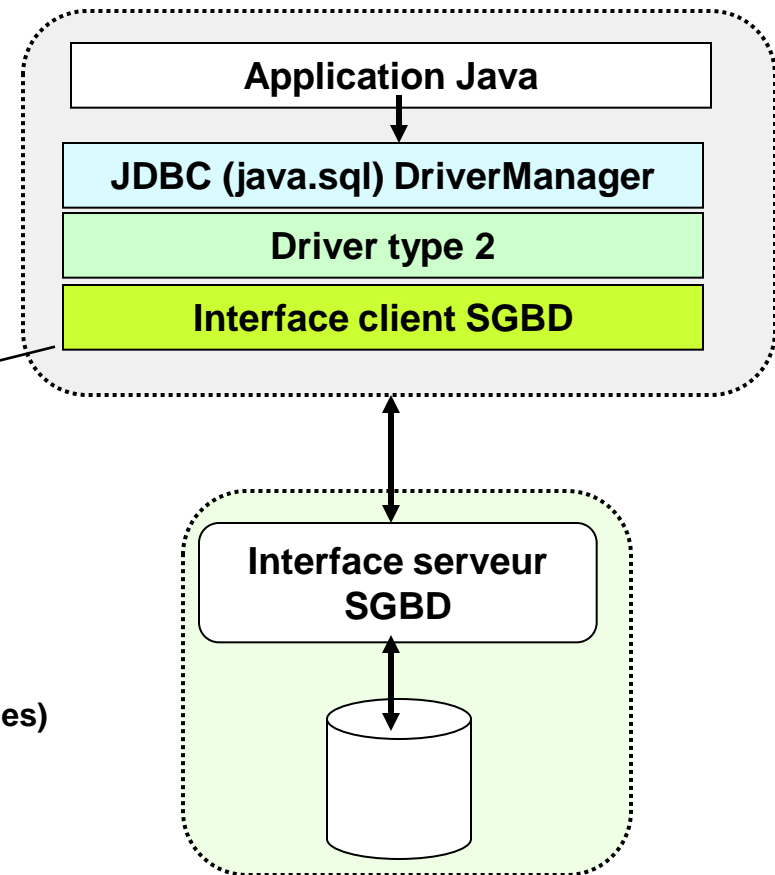 Application Java
JDBC (java.sql) DriverManager
Driver type 2
Interface client SGBD
Interface serveur
SGBD
es)